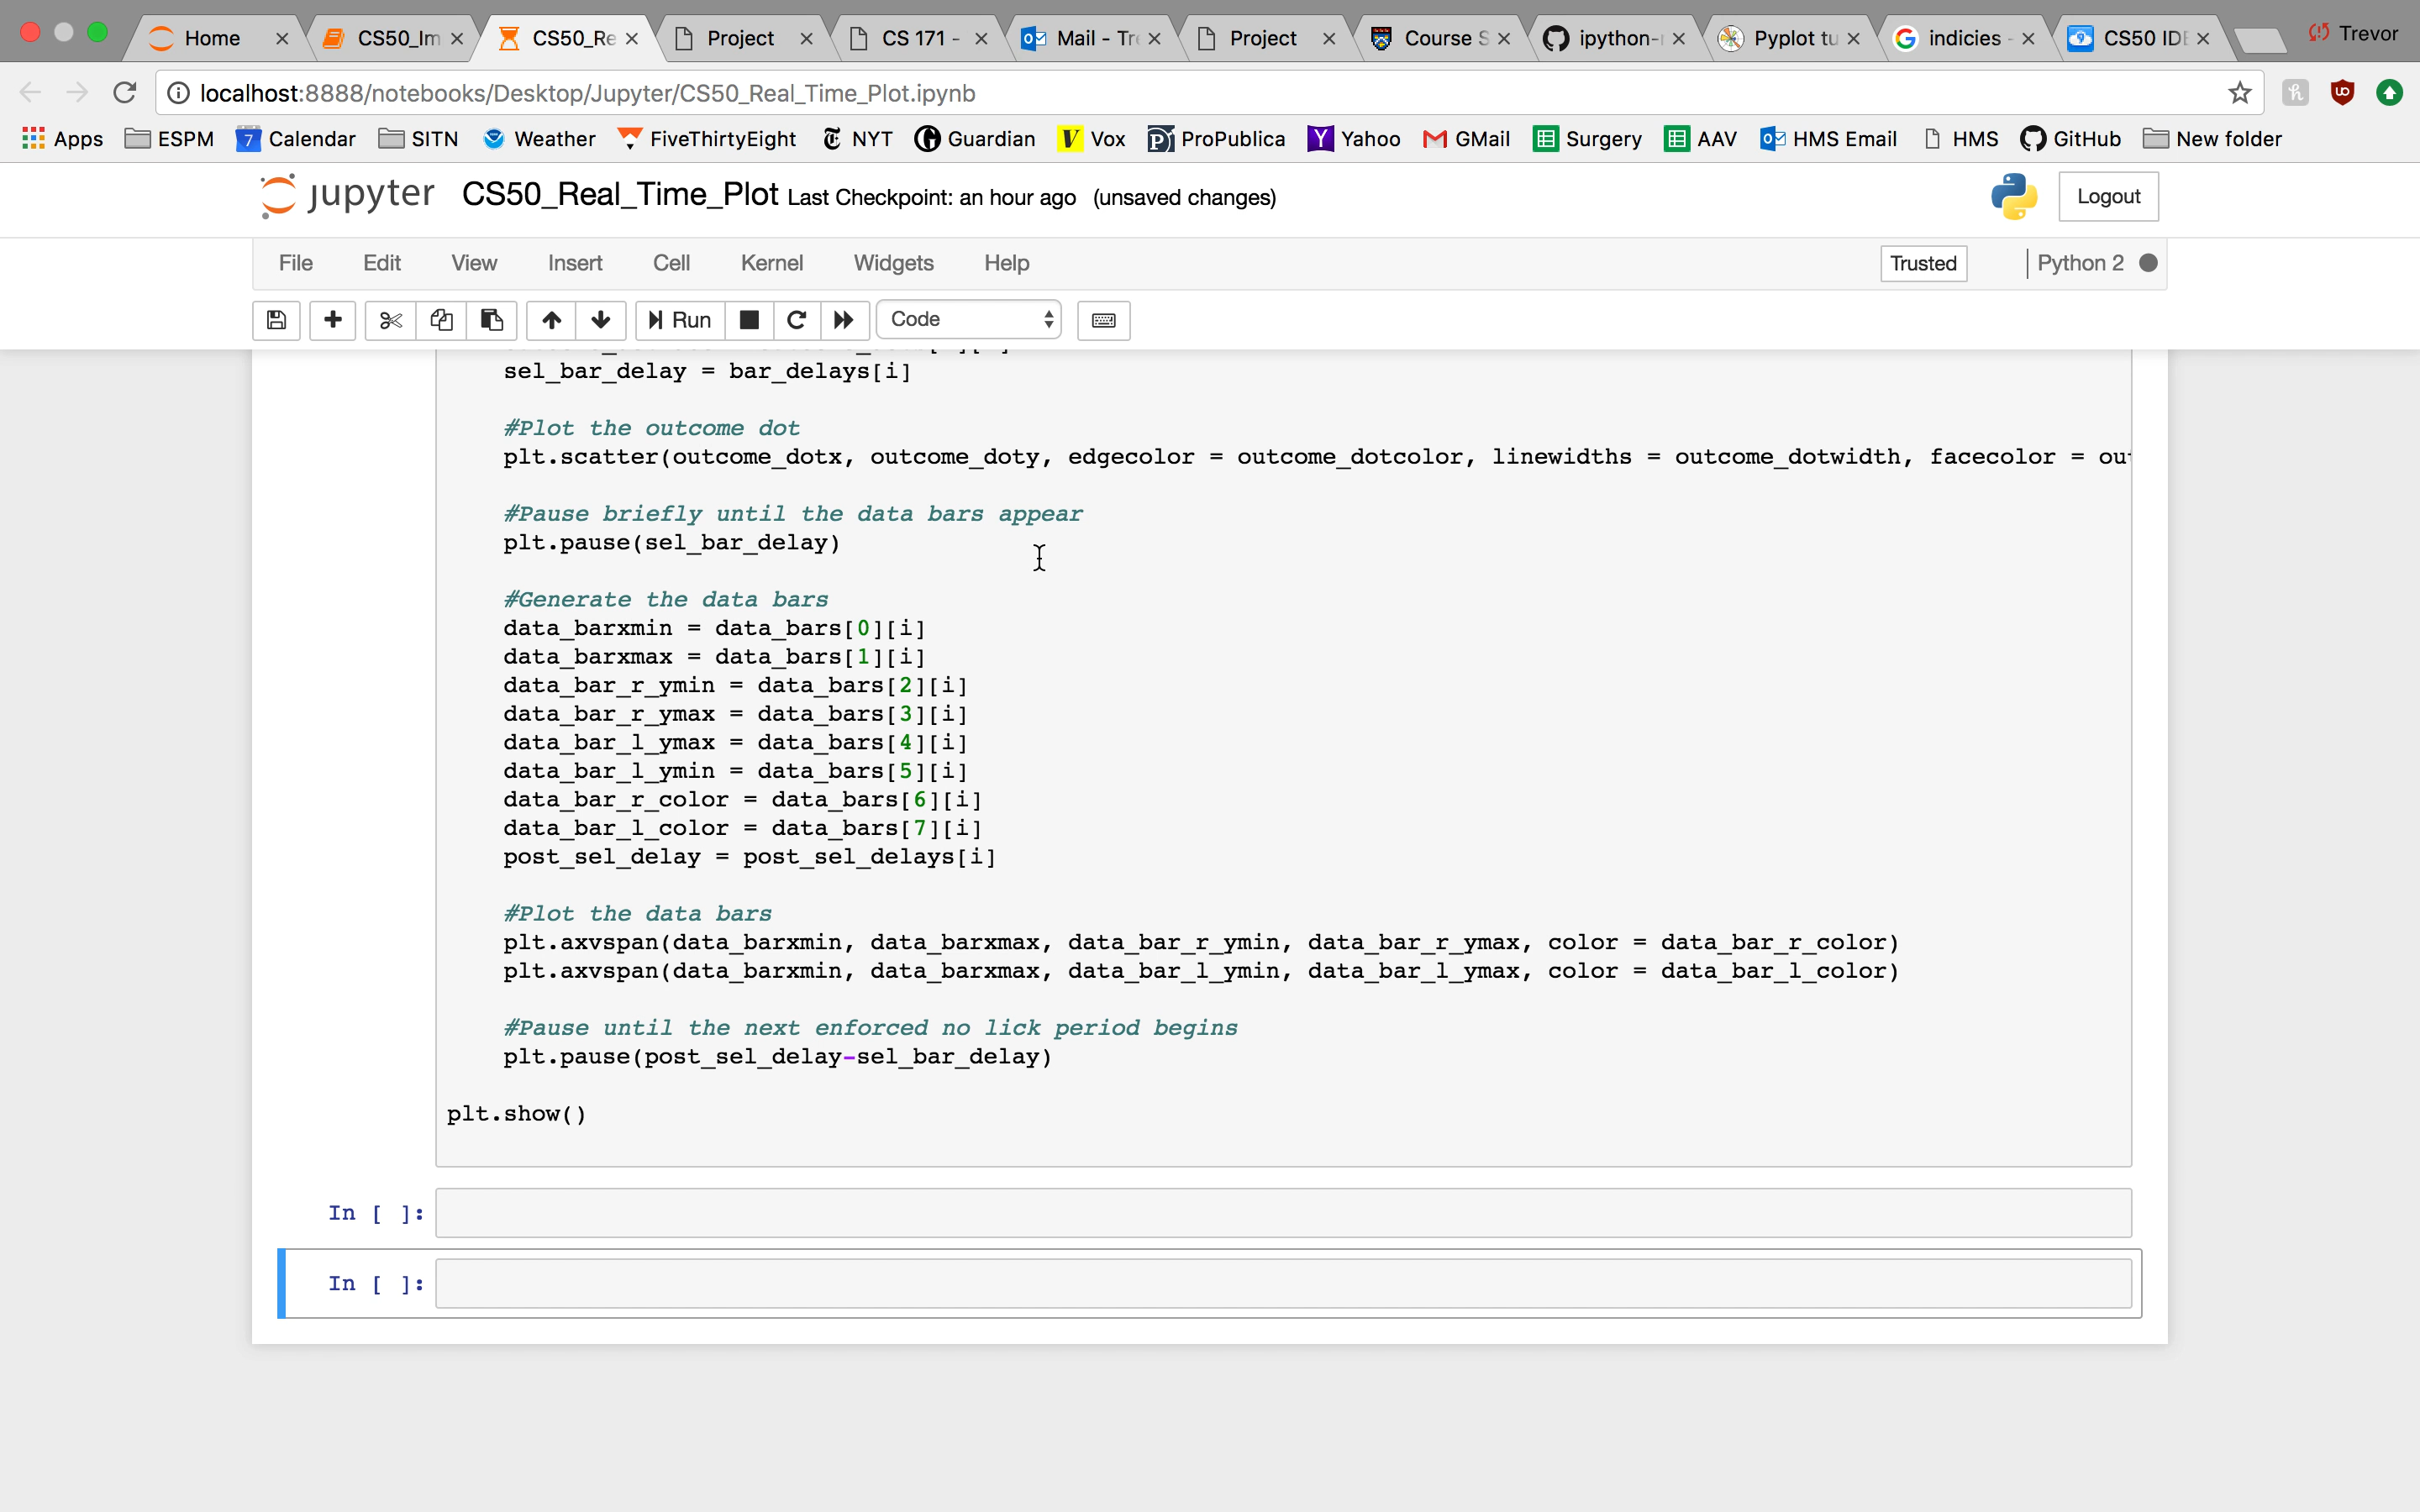 Home
CS50_Im
CS50_Re
Project
CS 171 -
Mail - Tre
Project
Course S
ipython-
Pyplot tu
indicies -
CS50 IDE
Trevor
localhost:8888/notebooks/Desktop/Jupyter/CS50_Real_Time_Plot.ipynb
Apps ESPM Calendar SITN Weather FiveThirtyEight NYT Guardian Vox ProPublica Yahoo GMail Surgery AAV HMS Email HMS GitHub New folder
jupyter CS50_Real_Time_Plot Last Checkpoint: an hour ago (unsaved changes)
Logout
File Edit View Insert Cell Kernel Widgets Help
Trusted
Python 2
Run
Code
sel_bar_delay = bar_delays[i]
#Plot the outcome dot
plt.scatter(outcome_dotx, outcome_doty, edgecolor = outcome_dotcolor, linewidths = outcome_dotwidth, facecolor = ou
#Pause briefly until the data bars appear
plt.pause(sel_bar_delay)
#Generate the data bars
data_barxmin = data_bars[0][i]
data_barxmax = data_bars[1][i]
data_bar_r_ymin = data_bars[2][i]
data_bar_r_ymax = data_bars[3][i]
data_bar_l_ymax = data_bars[4][i]
data_bar_l_ymin = data_bars[5][i]
data_bar_r_color = data_bars[6][i]
data_bar_l_color = data_bars[7][i]
post_sel_delay = post_sel_delays[i]
#Plot the data bars
plt.axvspan(data_barxmin, data_barxmax, data_bar_r_ymin, data_bar_r_ymax, color = data_bar_r_color)
plt.axvspan(data_barxmin, data_barxmax, data_bar_l_ymin, data_bar_l_ymax, color = data_bar_l_color)
#Pause until the next enforced no lick period begins
plt.pause(post_sel_delay-sel_bar_delay)
plt.show()
In [ ]:
In [ ]: